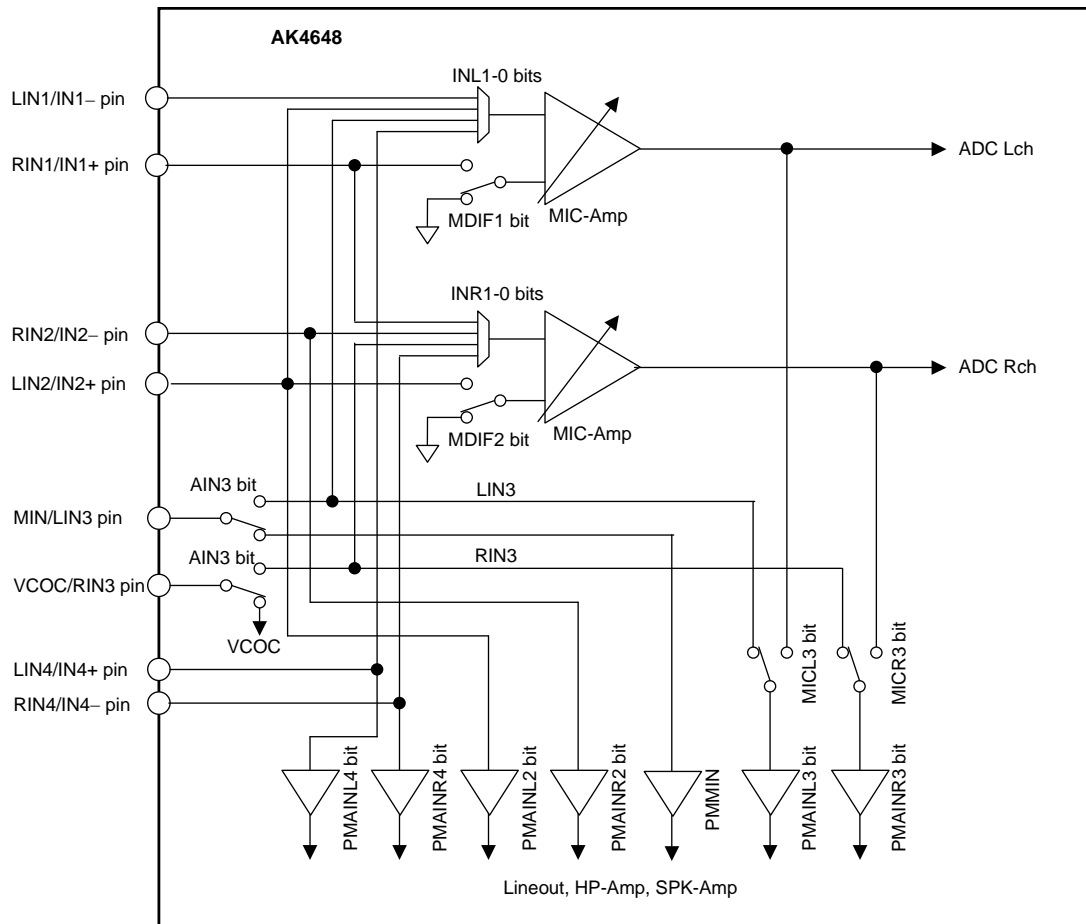 AK4648
INL1-0 bits
LIN1/IN1− pin
RIN1/IN1+ pin
ADC Lch
MDIF1 bit
MIC-Amp
INR1-0 bits
RIN2/IN2− pin
LIN2/IN2+ pin
ADC Rch
MDIF2 bit
MIC-Amp
AIN3 bit
LIN3
MIN/LIN3 pin
AIN3 bit
RIN3
VCOC/RIN3 pin
VCOC
LIN4/IN4+ pin
RIN4/IN4− pin
MICL3 bit
MICR3 bit
PMAINL4 bit
PMAINR4 bit
PMAINL2 bit
PMAINR2 bit
PMMIN
PMAINL3 bit
PMAINR3 bit
Lineout, HP-Amp, SPK-Amp